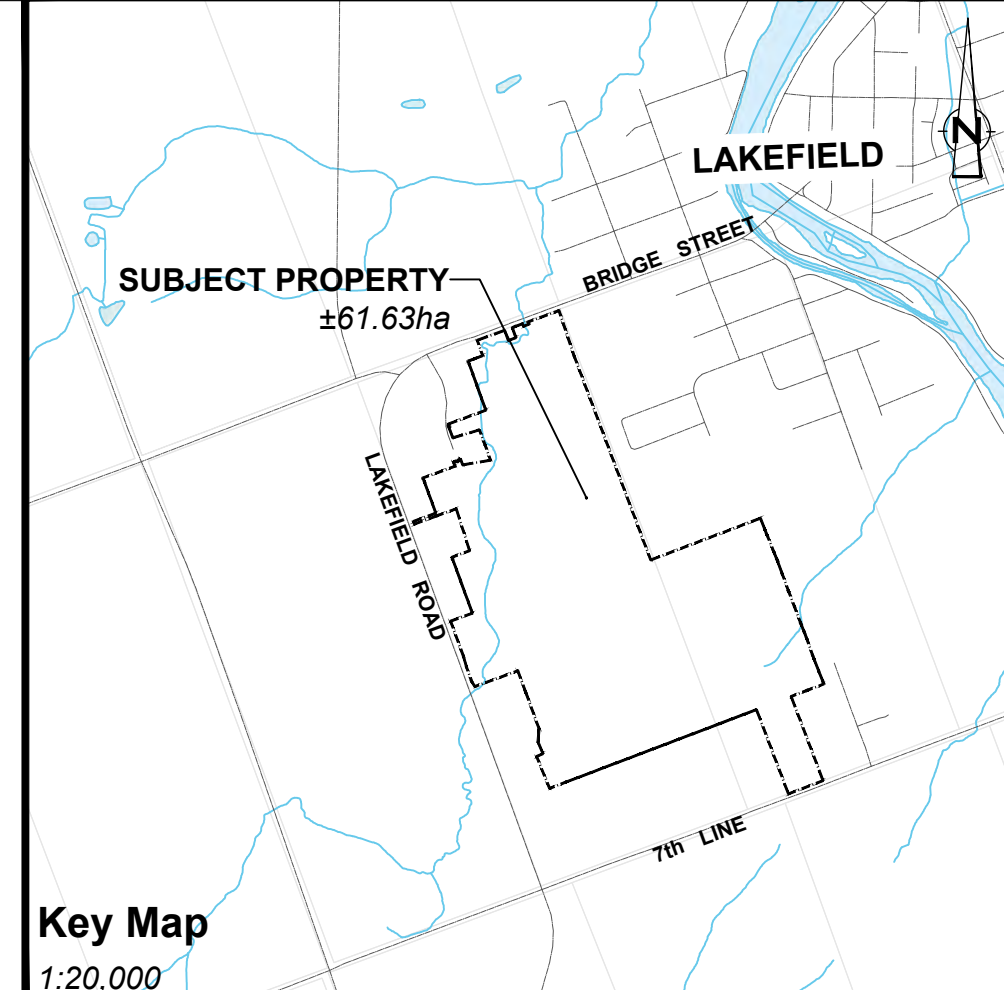 N
LAKEFIELD
BRIDGE STREET
SUBJECT PROPERTY
±61.63ha
LAKEFIELD ROAD
7th LINE
Key Map
1:20,000